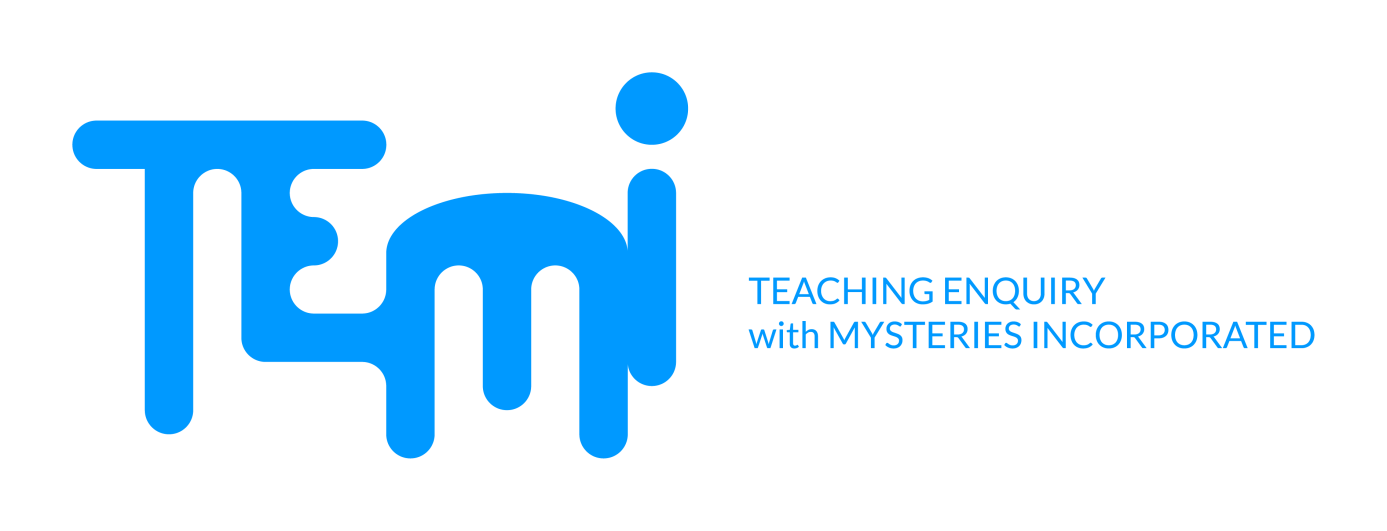 TEmi
TEACHING ENQUIRY
with MYSTERIES INCORPORATED